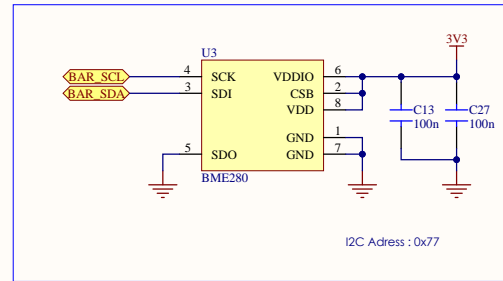 U3
3V3
BAR_SCL 4 SCK VDDIO 6
BAR_SDA 3 SDI CSB 2
VDD 8
C13 C27
100n 100n
GND 1
5 SDO GND 7
BME280
I2C Adress : 0x77